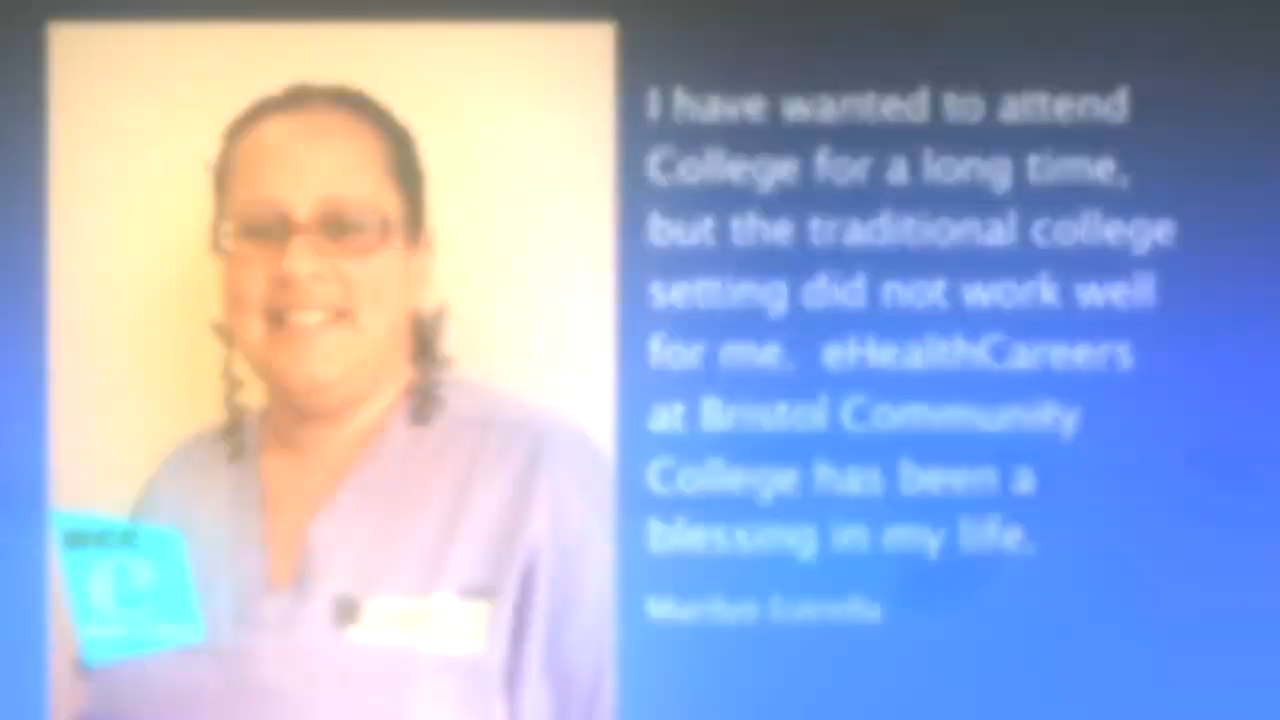 I have wanted to attend
College for a long time,
but the traditional college
setting did not work well
for me. eHealthCareers
at Bristol Community
College has been a
blessing in my life.
Marilyn